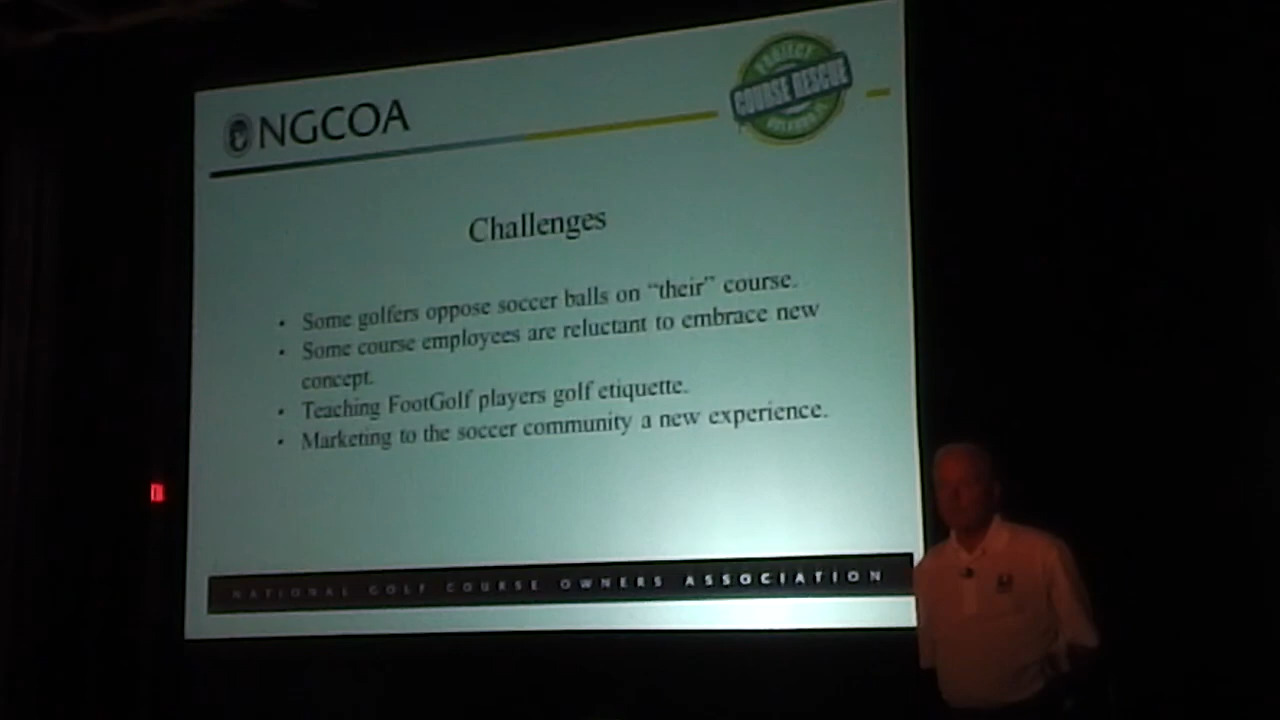 NGCOA
PROJECT
COURSE RESCUE
Challenges
• Some golfers oppose soccer balls on “their” course.
• Some course employees are reluctant to embrace new
concept.
• Teaching FootGolf players golf etiquette.
• Marketing to the soccer community a new experience.
NATIONAL GOLF COURSE OWNERS ASSOCIATION